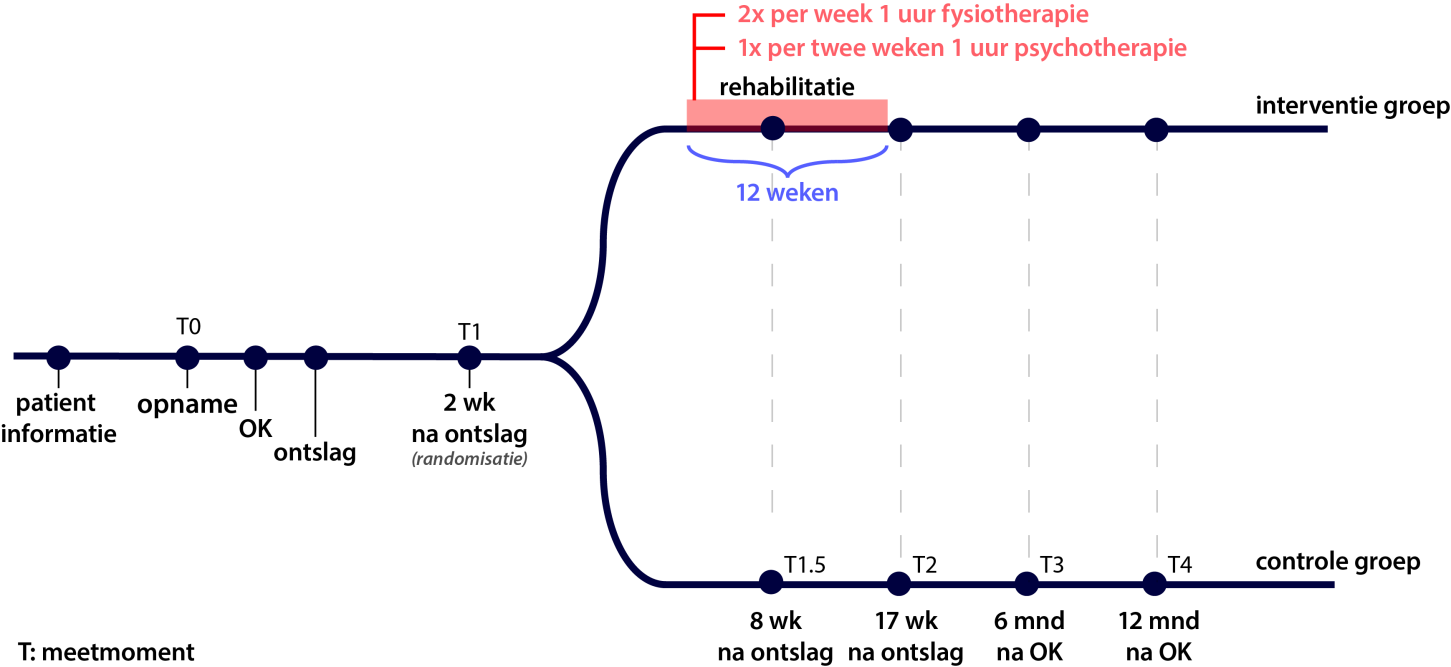 2x per week 1 uur fysiotherapie
1x per twee weken 1 uur psychotherapie
rehabilitatie
interventie groep
12 weken
T0
T1
patient
informatie
opname
OK
ontslag
2 wk
na ontslag
(randomisatie)
T1.5
T2
T3
T4
controle groep
8 wk
na ontslag
17 wk
na ontslag
6 mnd
na OK
12 mnd
na OK
T: meetmoment